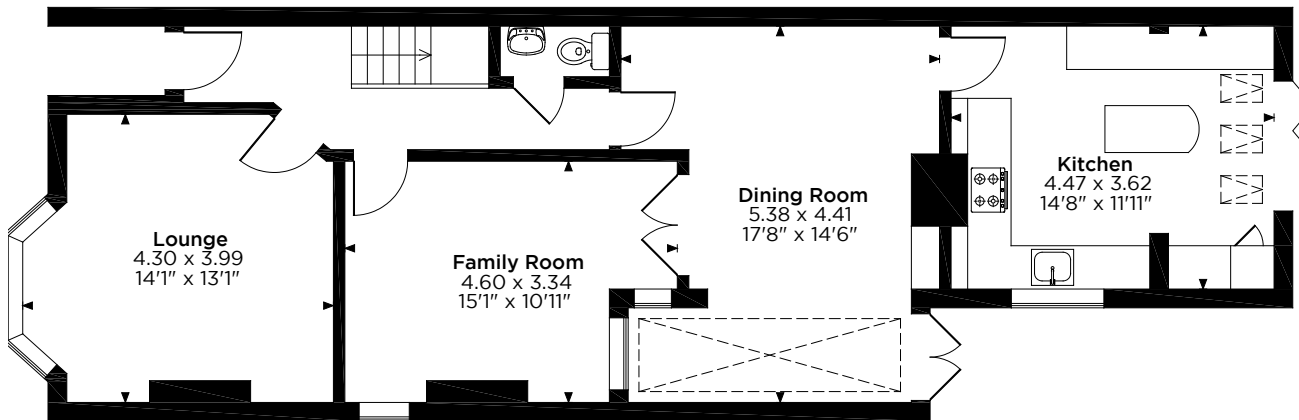 Lounge
4.30 x 3.99
14'1" x 13'1"
Family Room
4.60 x 3.34
15'1" x 10'11"
Dining Room
5.38 x 4.41
17'8" x 14'6"
Kitchen
4.47 x 3.62
14'8" x 11'11"